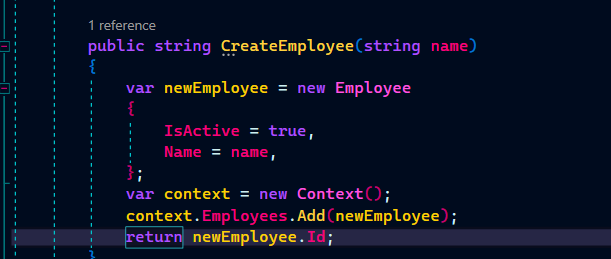 1 reference
public string CreateEmployee(string name)
{
var newEmployee = new Employee
{
IsActive = true,
Name = name,
};
var context = new Context();
context.Employees.Add(newEmployee);
return newEmployee.Id;
}